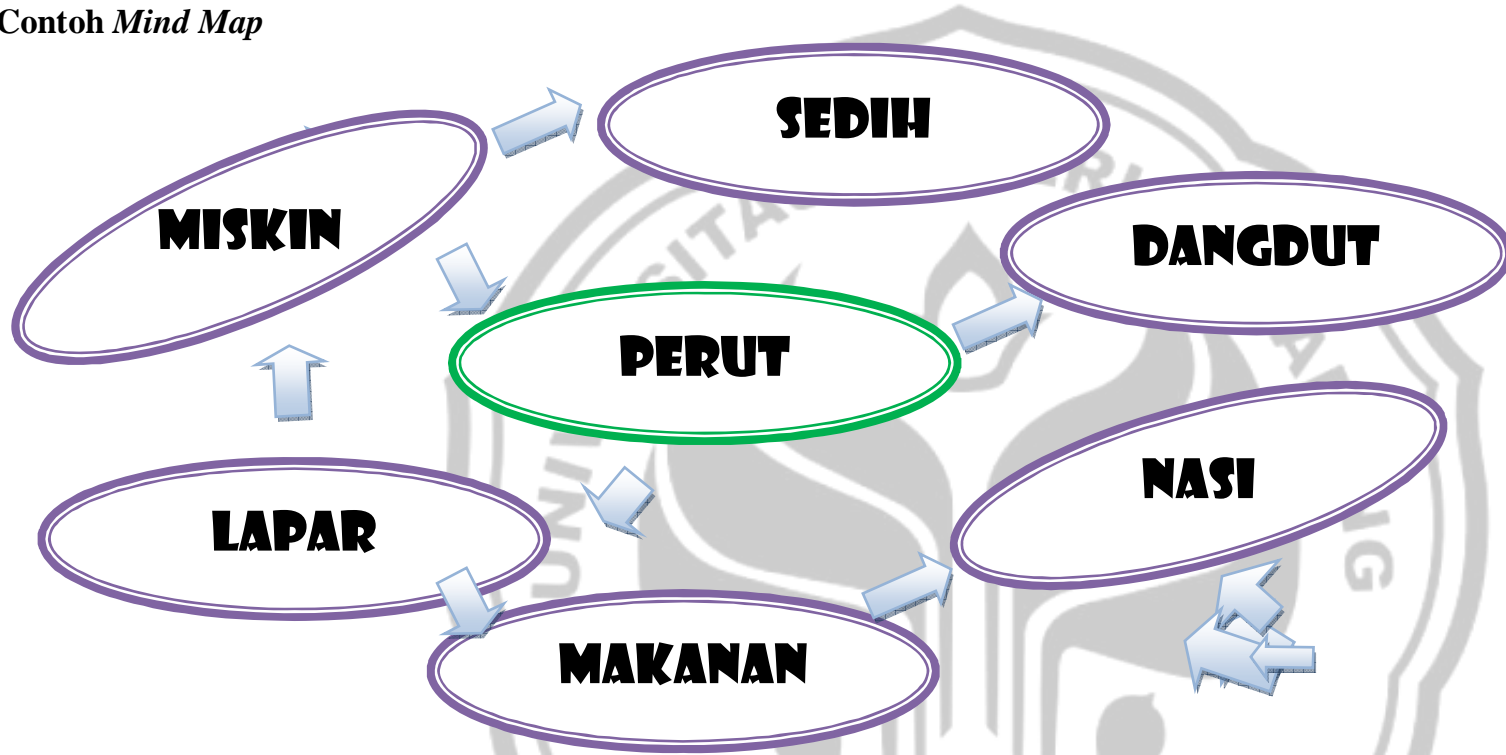 Contoh Mind Map
SEDIH
MISKIN
DANGDUT
PERUT
NASI
LAPAR
MAKANAN